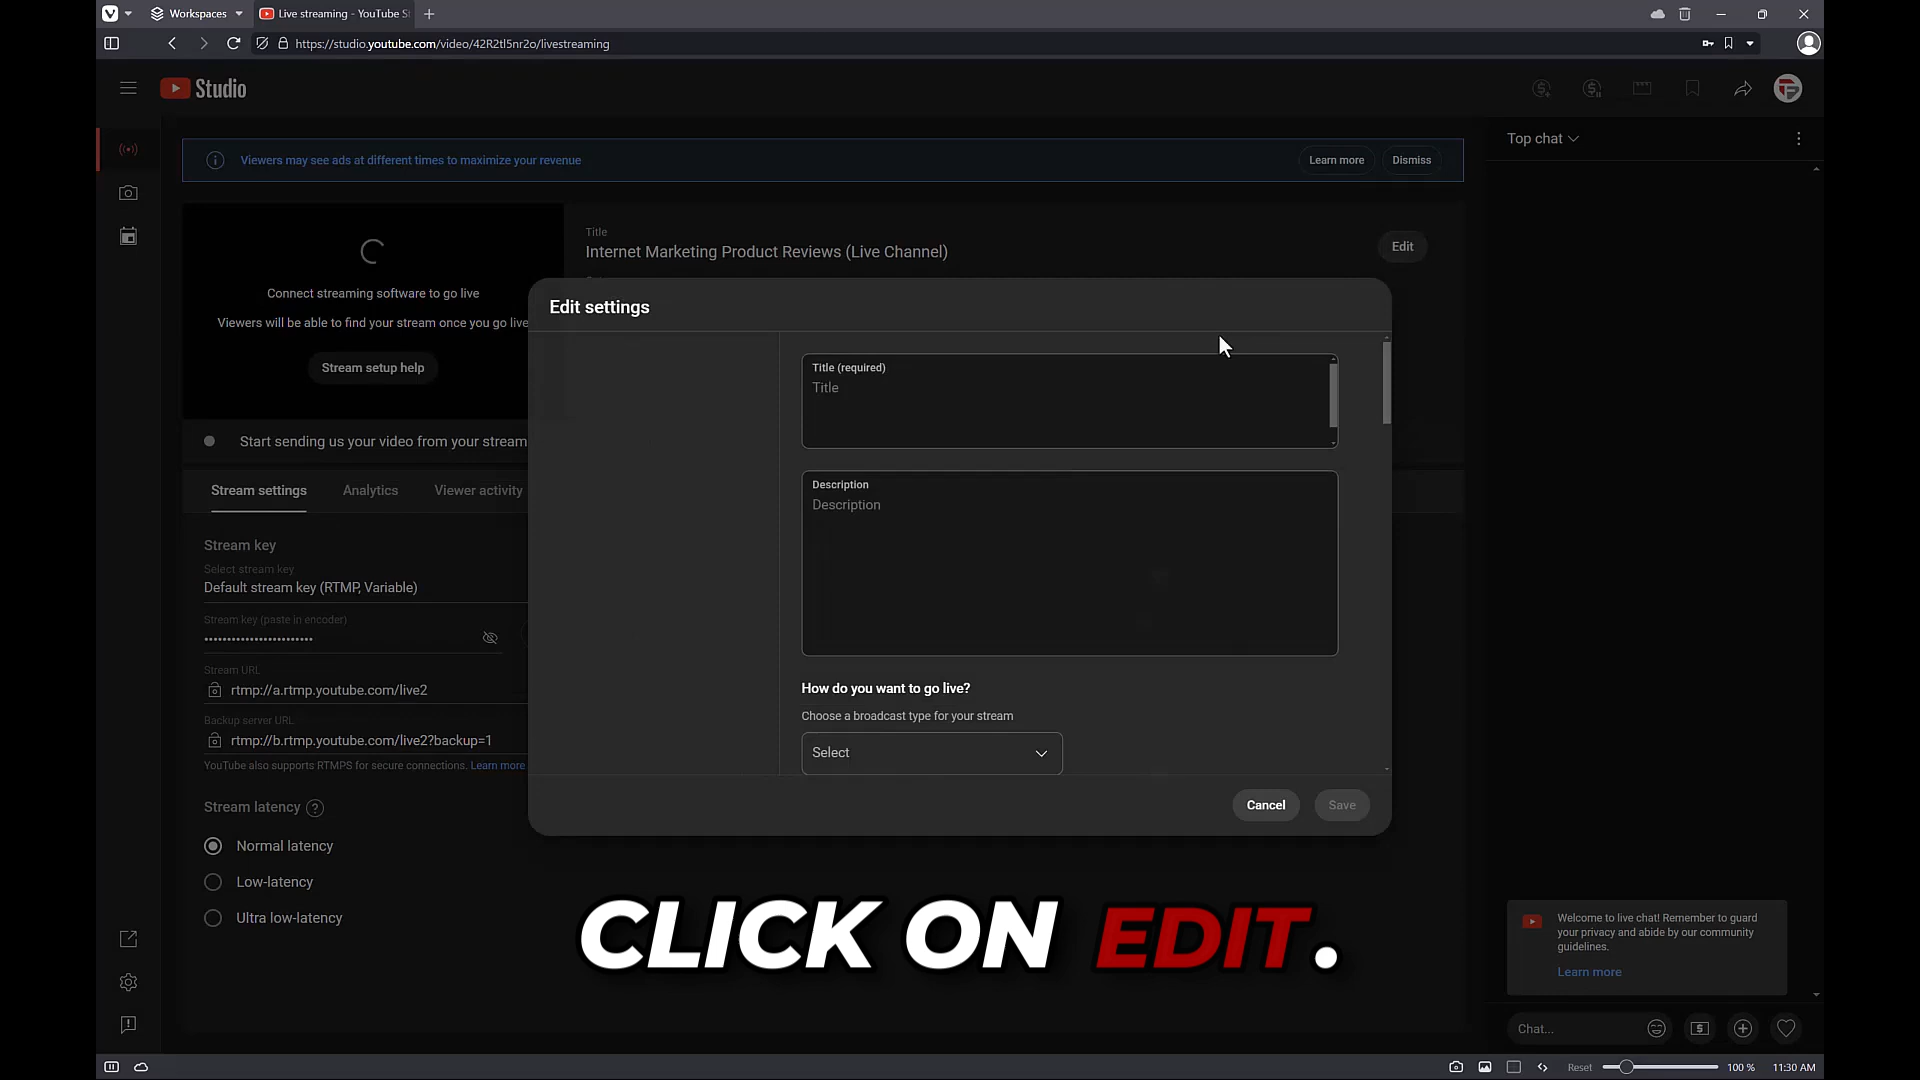 Workspaces
Live streaming - YouTube S
https://studio.youtube.com/video/42R2tl5nr2o/livestreaming
Studio
Viewers may see ads at different times to maximize your revenue
Learn more
Dismiss
Top chat
Connect streaming software to go live
Viewers will be able to find your stream once you go live
Stream setup help
Title
Internet Marketing Product Reviews (Live Channel)
Edit
Start sending us your video from your stream
Stream settings
Analytics
Viewer activity
Stream key
Select stream key
Default stream key (RTMP, Variable)
Stream key (paste in encoder)
Stream URL
rtmp://a.rtmp.youtube.com/live2
Backup server URL
rtmp://b.rtmp.youtube.com/live2?backup=1
YouTube also supports RTMPS for secure connections. Learn more
Stream latency
Normal latency
Low-latency
Ultra low-latency
Edit settings
Title (required)
Title
Description
Description
How do you want to go live?
Choose a broadcast type for your stream
Select
Cancel
Save
CLICK ON EDIT.
Welcome to live chat! Remember to guard
your privacy and abide by our community
guidelines.
Learn more
Chat...
Reset
100 %
11:30 AM